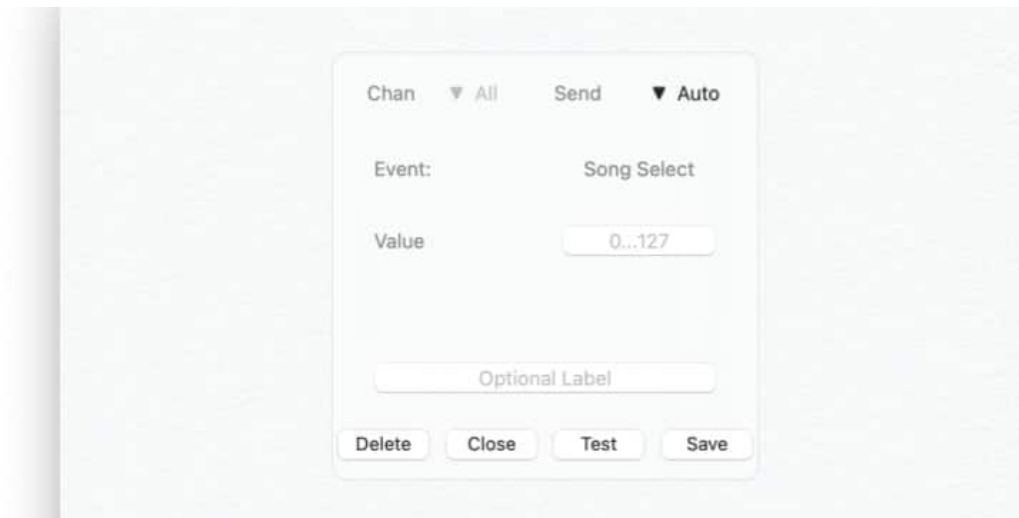 Chan ▼ All Send ▼ Auto
Event: Song Select
Value 0...127
Optional Label
Delete Close Test Save